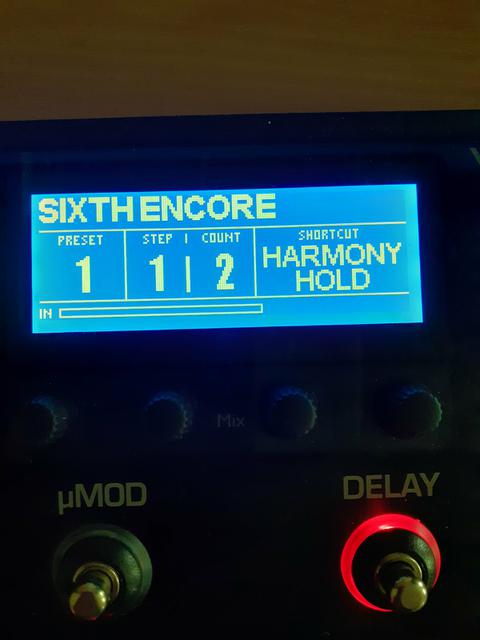 SIXTH ENCORE
PRESET STEP | COUNT SHORTCUT
1 1 | 2 HARMONY
HOLD
IN
Mix
µMOD DELAY